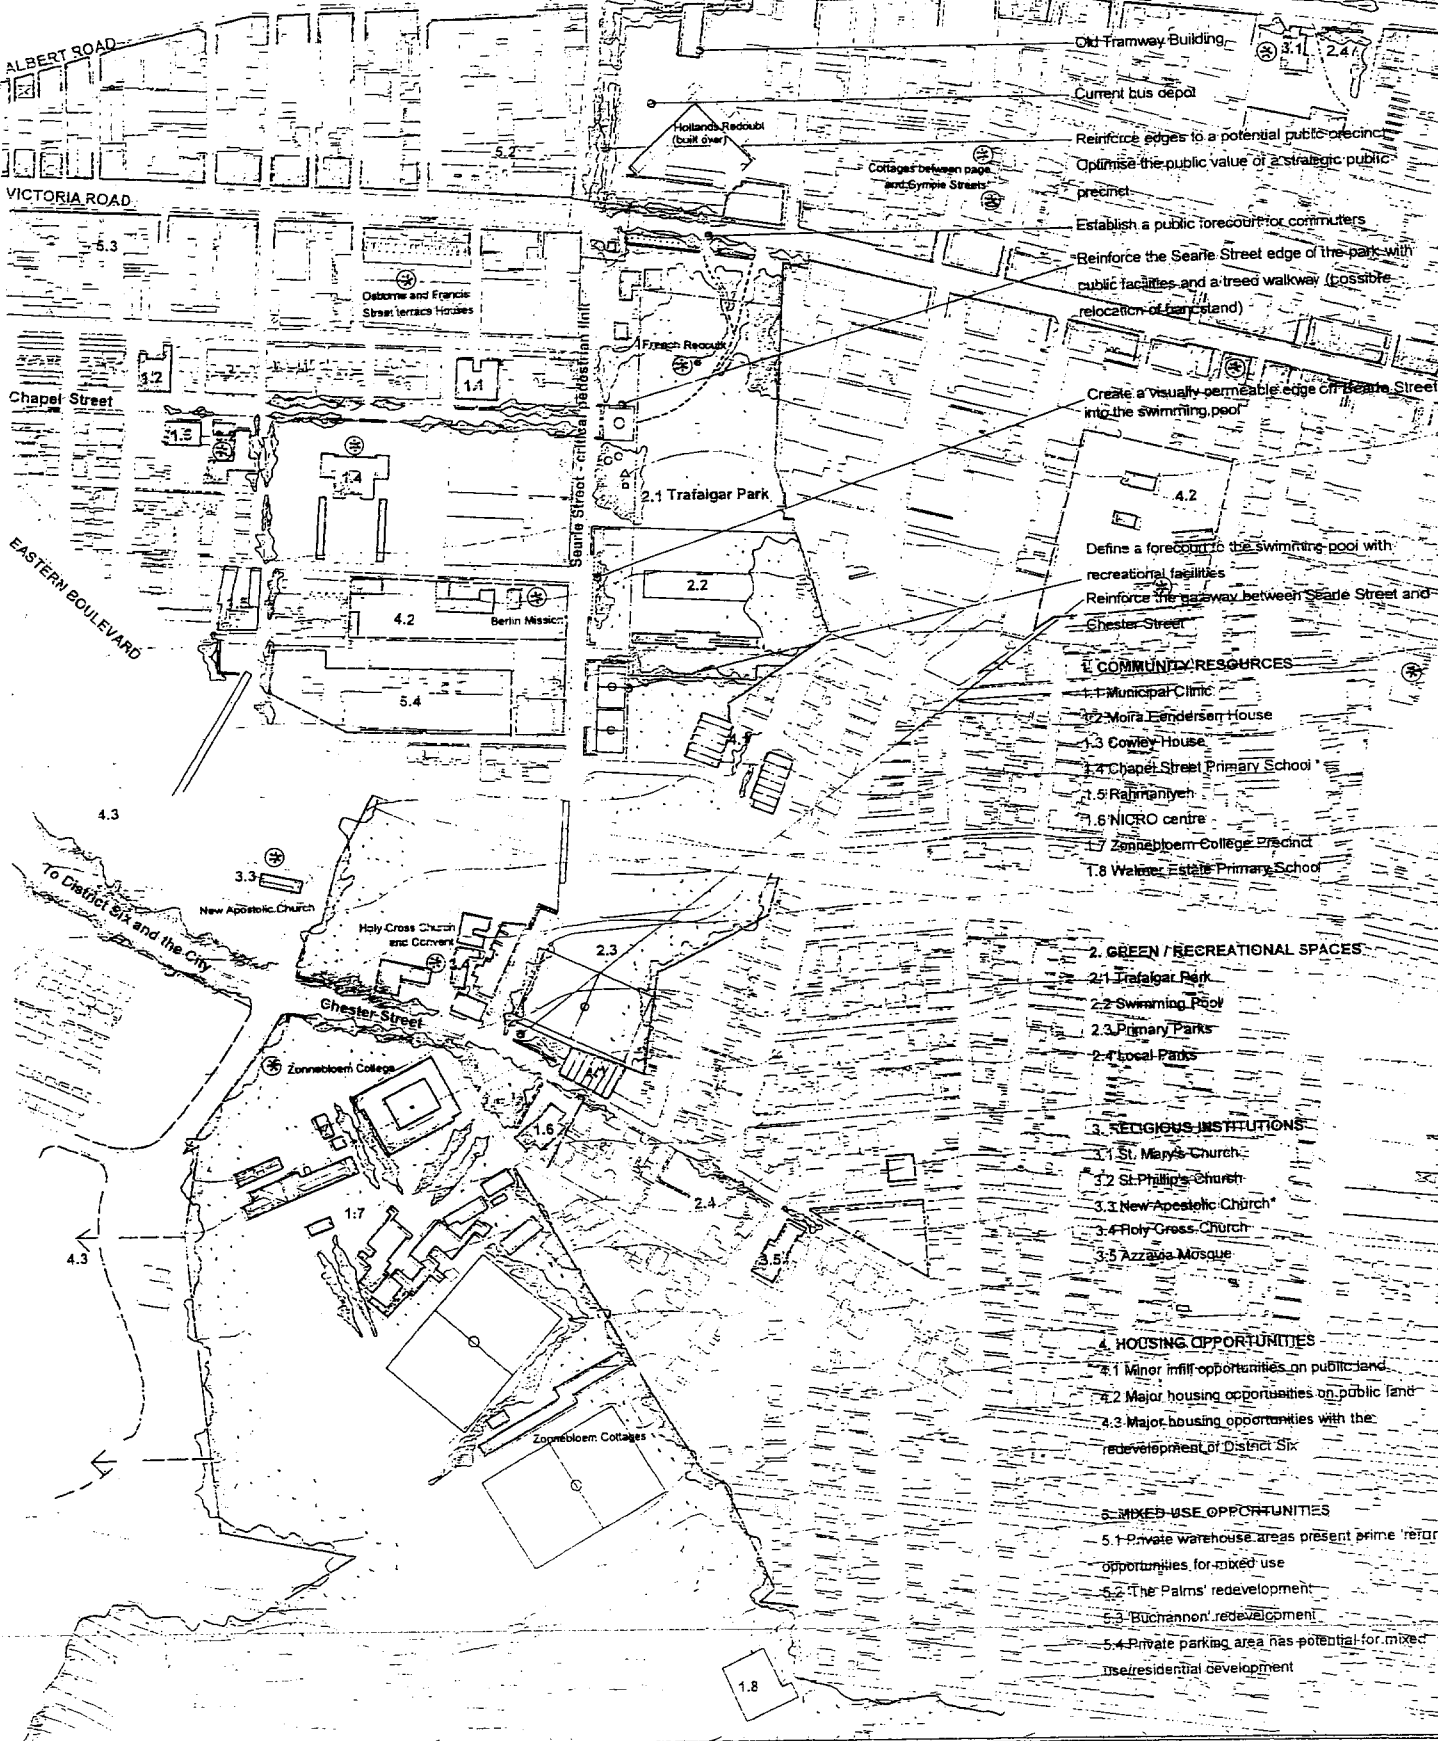 ALBERT ROAD
VICTORIA ROAD
5.3
5.2
Hollands Redoubt
(built over)
Cottages between page
and Gympie Streets
3.1
2.4
Old Tramway Building
Current bus depot
Reinforce edges to a potential public precinct
Optimise the public value of a strategic public
precinct
Establish a public forecourt for commuters
Reinforce the Searle Street edge of the park with
public facilities and a treed walkway (possible
relocation of bandstand)
Create a visually permeable edge off Searle Street
into the swimming pool
Define a forecourt to the swimming pool with
recreational facilities
Reinforce the gateway between Searle Street and
Chester Street
Osborne and Francis
Street terrace Houses
French Redoubt
1.2
1.1
Chapel Street
1.4
Searle Street - critical pedestrian link
2.1 Trafalgar Park
4.2
EASTERN BOULEVARD
4.2
Berlin Mission
2.2
5.4
4.3
3.3
New Apostolic Church
To District Six and the City
Holy Cross Church
and Convent
3.4
2.3
Chester Street
Zonnebloem College
1.6
1.7
2.4
3.5
4.3
Zonnebloem Cottages
1.8
1. COMMUNITY RESOURCES
1.1 Municipal Clinic
1.2 Moira Henderson House
1.3 Cowley House
1.4 Chapel Street Primary School *
1.5 Rahmaniyeh
1.6 NICRO centre
1.7 Zonnebloem College Precinct
1.8 Walmer Estate Primary School
2. GREEN / RECREATIONAL SPACES
2.1 Trafalgar Park
2.2 Swimming Pool
2.3 Primary Parks
2.4 Local Parks
3. RELIGIOUS INSTITUTIONS
3.1 St. Mary's Church
3.2 St Phillip's Church
3.3 New Apostolic Church*
3.4 Holy Cross Church
3.5 Azzavia Mosque
4. HOUSING OPPORTUNITIES
4.1 Minor infill opportunities on public land
4.2 Major housing opportunities on public land
4.3 Major housing opportunities with the
redevelopment of District Six
5. MIXED USE OPPORTUNITIES
5.1 Private warehouse areas present prime
opportunities for mixed use
5.2 'The Palms' redevelopment
5.3 'Buchannon' redevelopment
5.4 Private parking area has potential for mixed
use/residential development